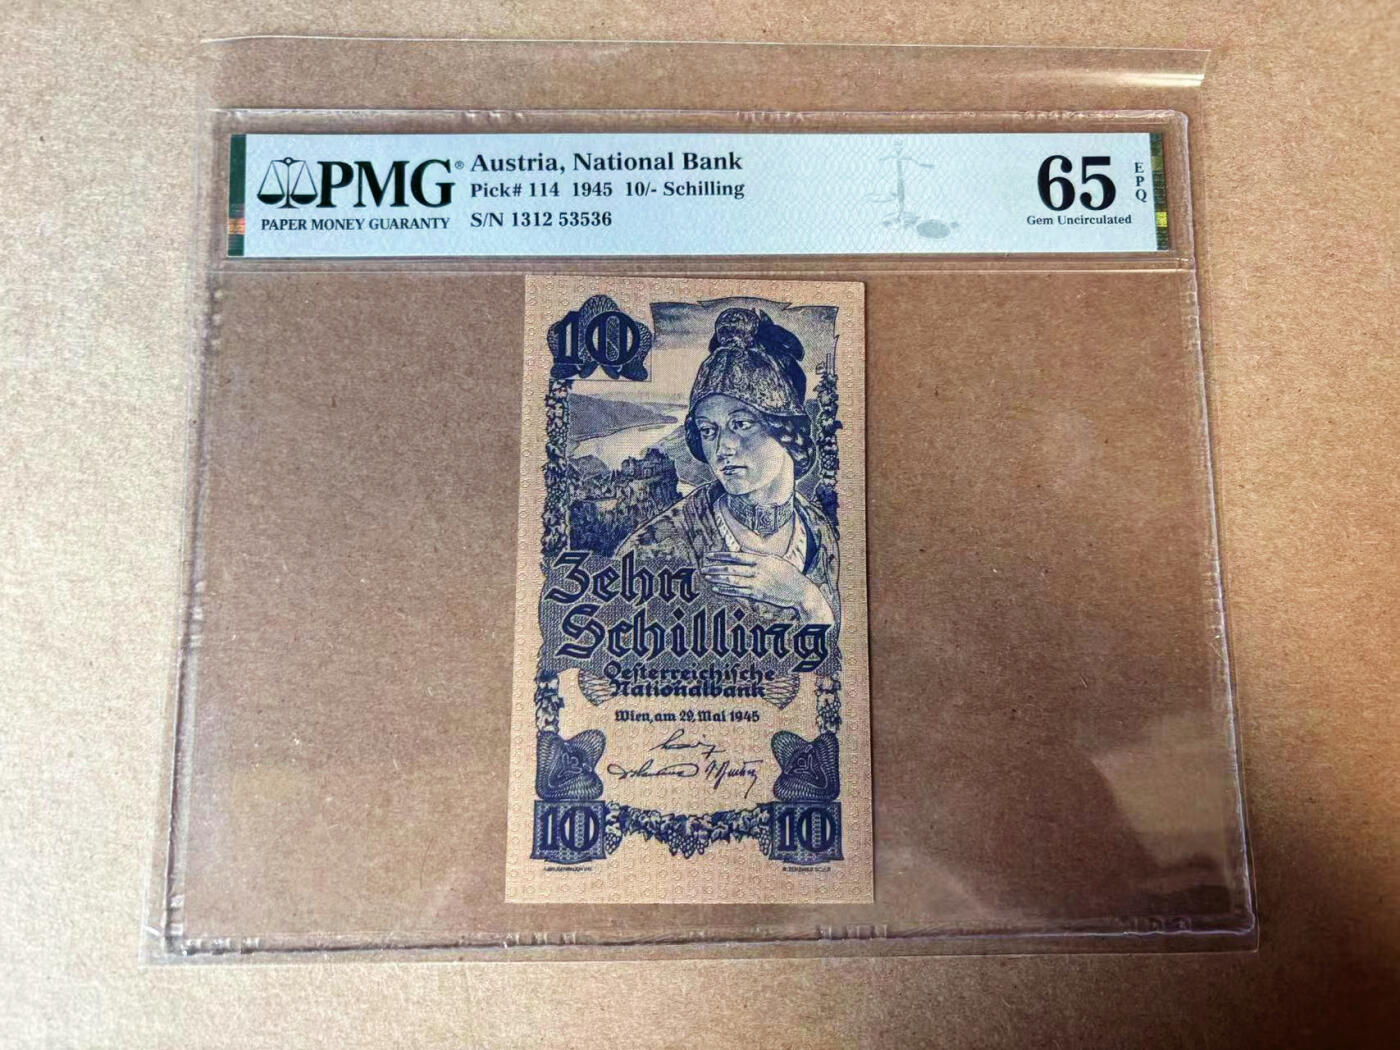 PMG®
PAPER MONEY GUARANTY
Austria, National Bank
Pick# 114 1945 10/- Schilling
S/N 1312 53536
65
EPQ
Gem Uncirculated
10
Zehn
Schilling
Oesterreichische
Nationalbank
Wien, am 29. Mai 1945
10
10